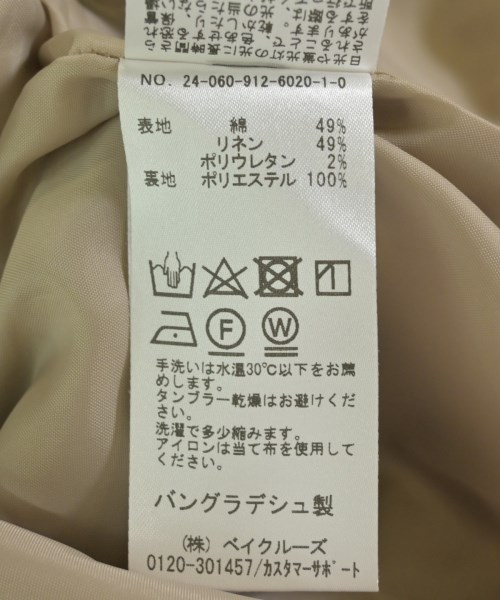 NO. 24-060-912-6020-1-0
表地 綿 49%
リネン 49%
ポリウレタン 2%
裏地 ポリエステル 100%
F W
手洗いは水温30℃以下をお薦
めします。
タンブラー乾燥はお避けくだ
さい。
洗濯で多少縮みます。
アイロンは当て布を使用して
ください。
バングラデシュ製
(株) ベイクルーズ
0120-301457/カスタマーサポート